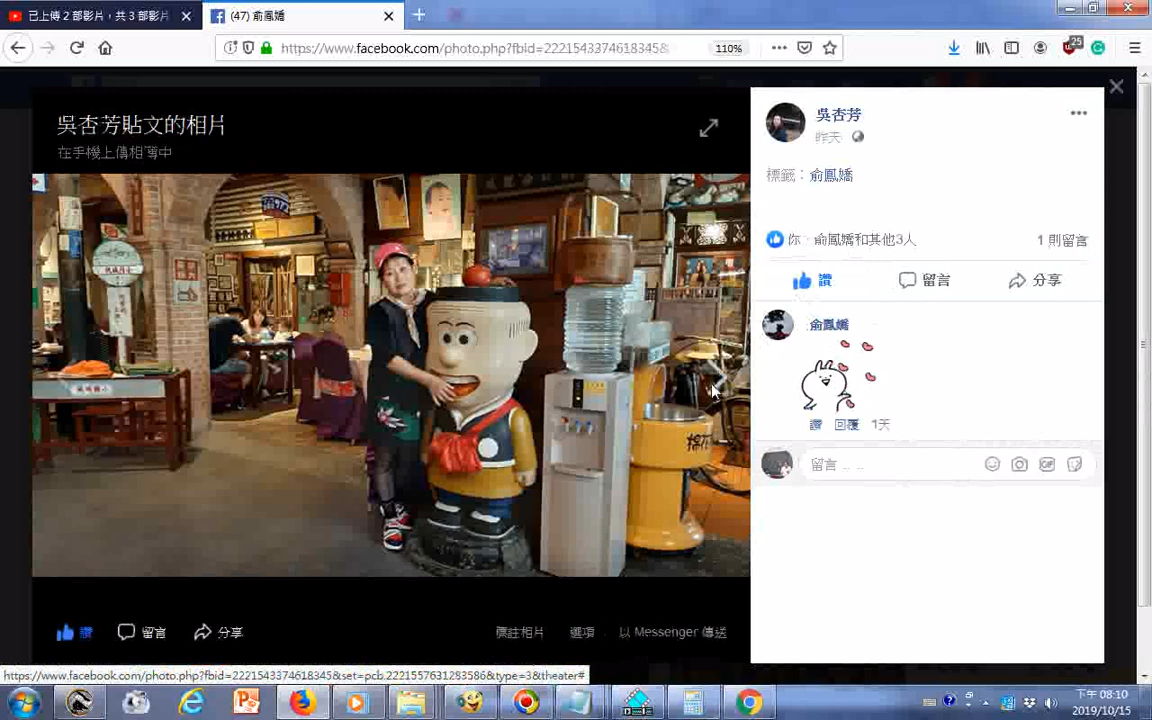 已上傳 2 部影片，共 3 部影片
(47) 俞鳳嬌
https://www.facebook.com/photo.php?fbid=2221543374618345&
110%
25
吳杏芳貼文的相片
在手機上傳相簿中
吳杏芳
昨天
標籤：俞鳳嬌
你、俞鳳嬌和其他3人
1 則留言
讚
留言
分享
俞鳳嬌
讚 回覆 1天
留言……
GIF
讚
留言
分享
標註相片
選項
以 Messenger 傳送
https://www.facebook.com/photo.php?fbid=2221543374618345&set=pcb.2221557631283586&type=3&theater#
下午 08:10
2019/10/15